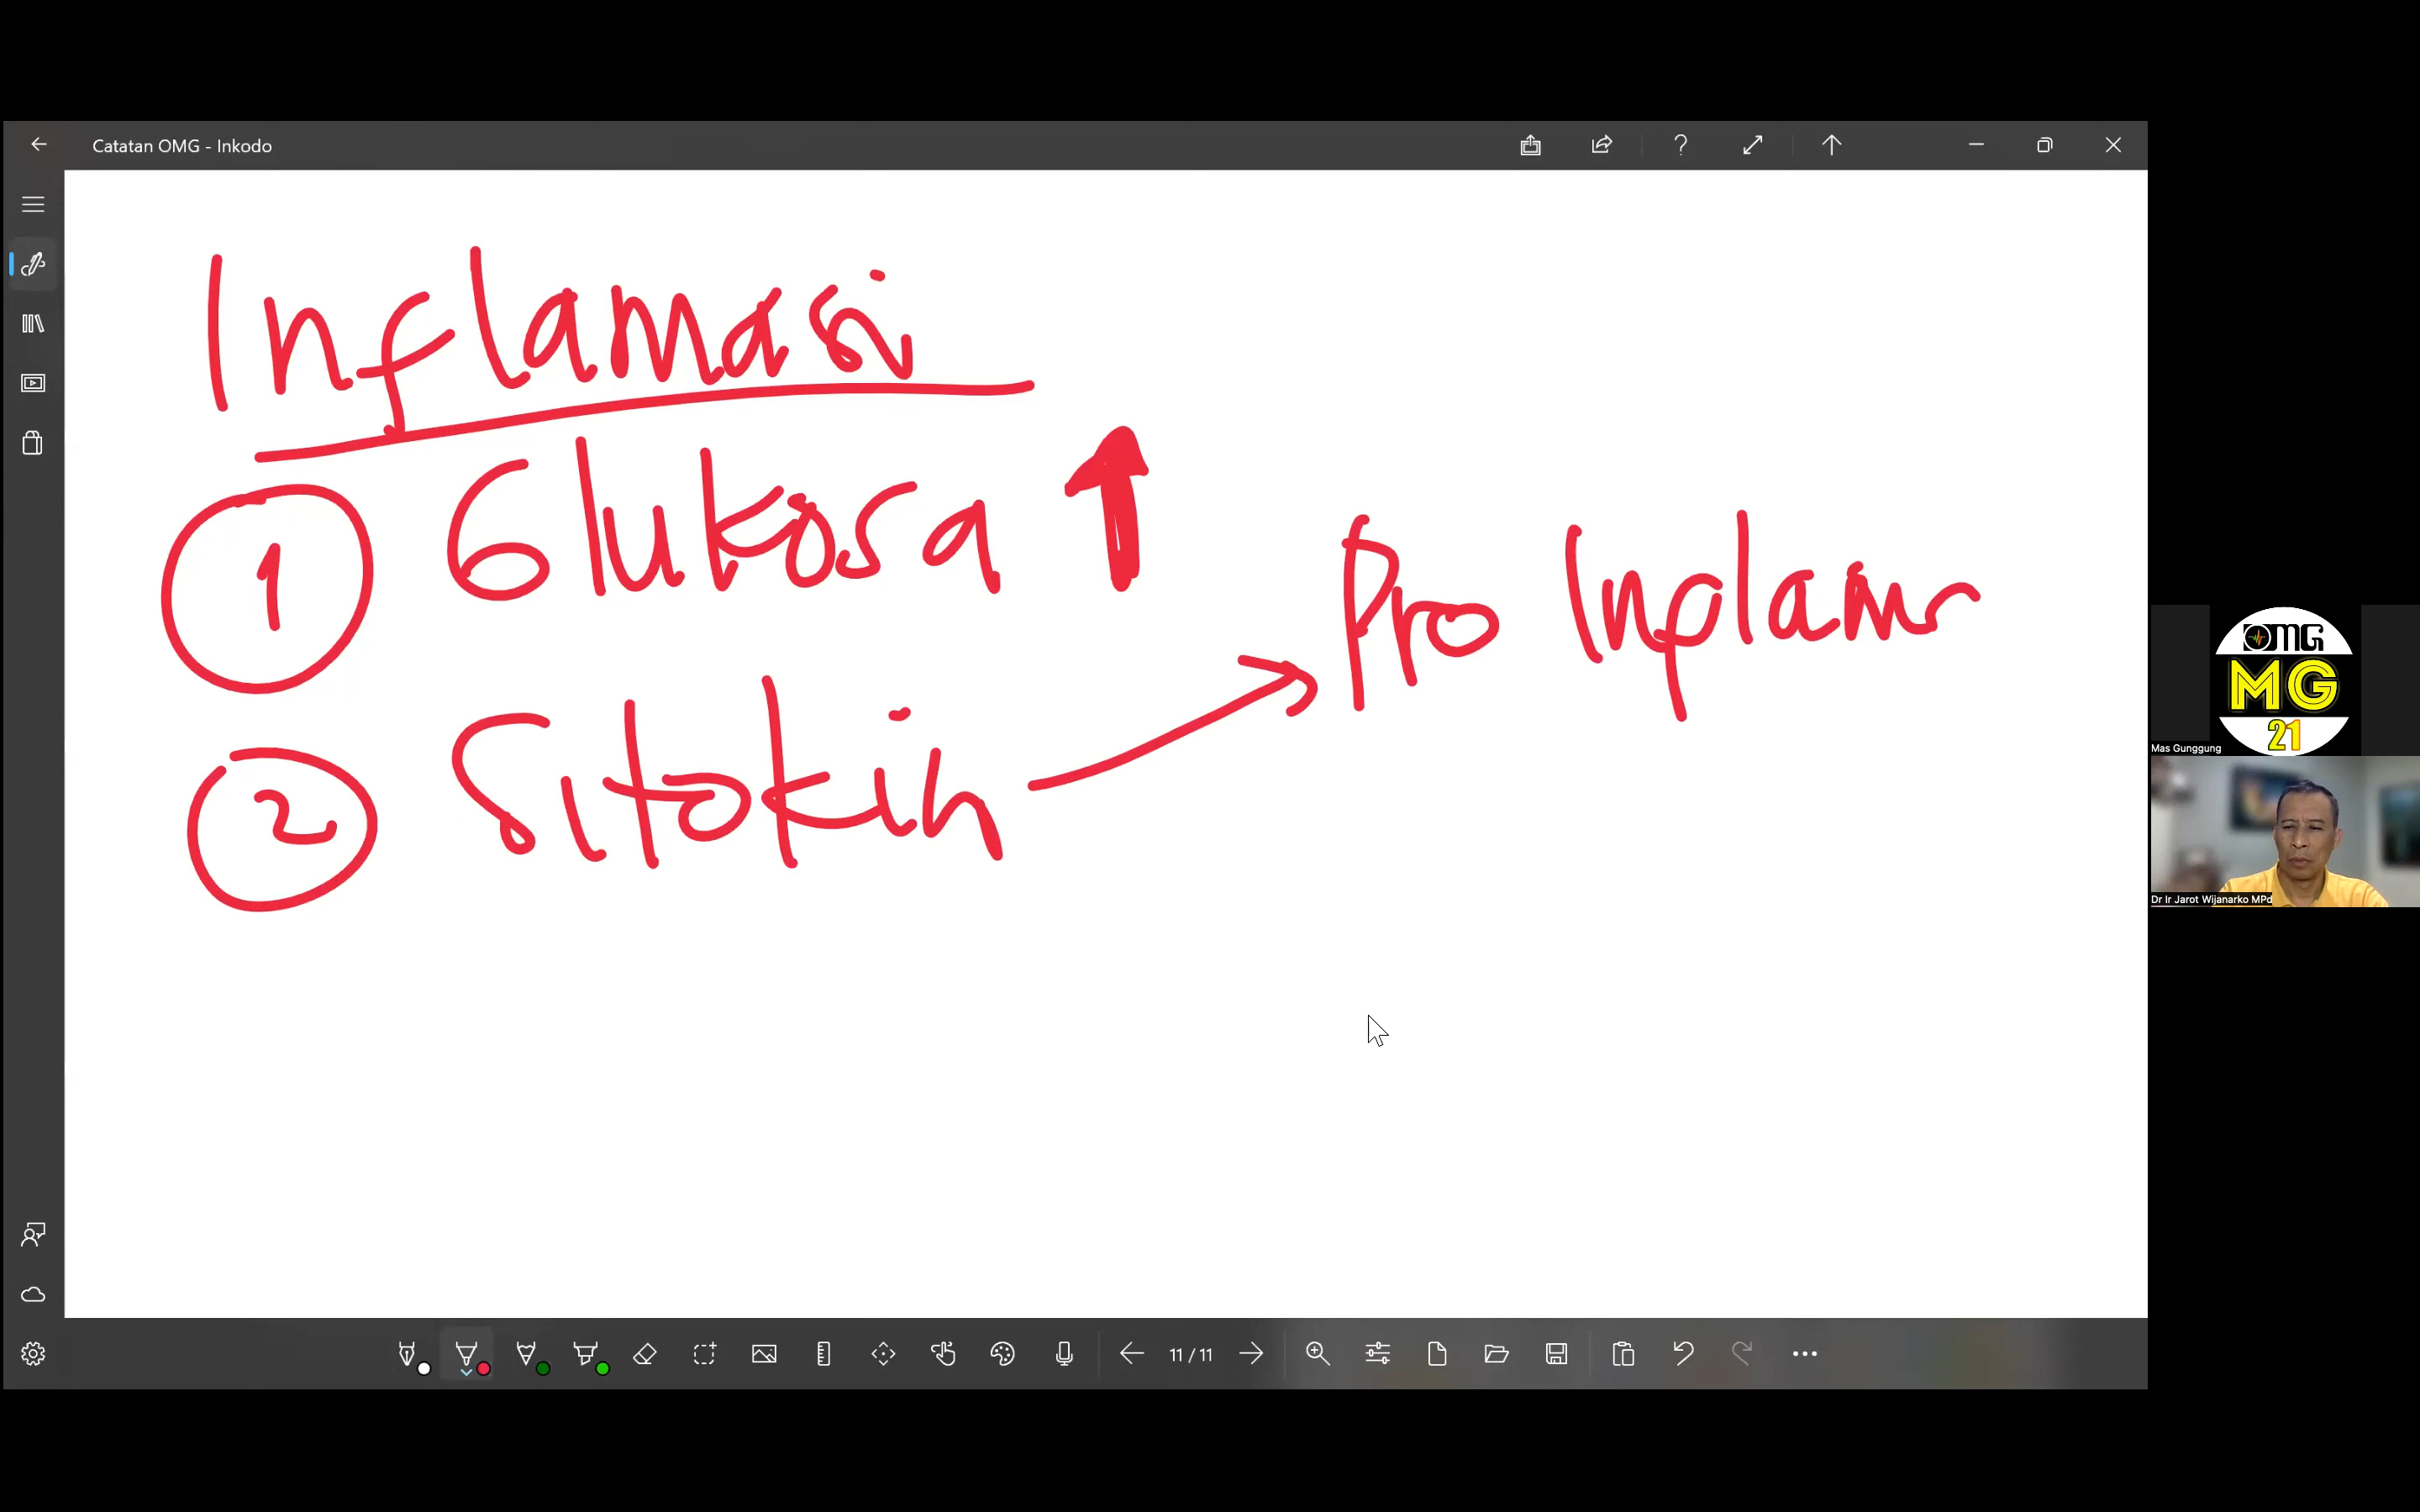 Catatan OMG - Inkodo
Inflamasi
1 Glukosa ↑
Pro Inflam
2 Sitokin →
OMG
MG
21
Mas Gunggung
Dr Ir Jarot Wijanarko MPd
11 / 11